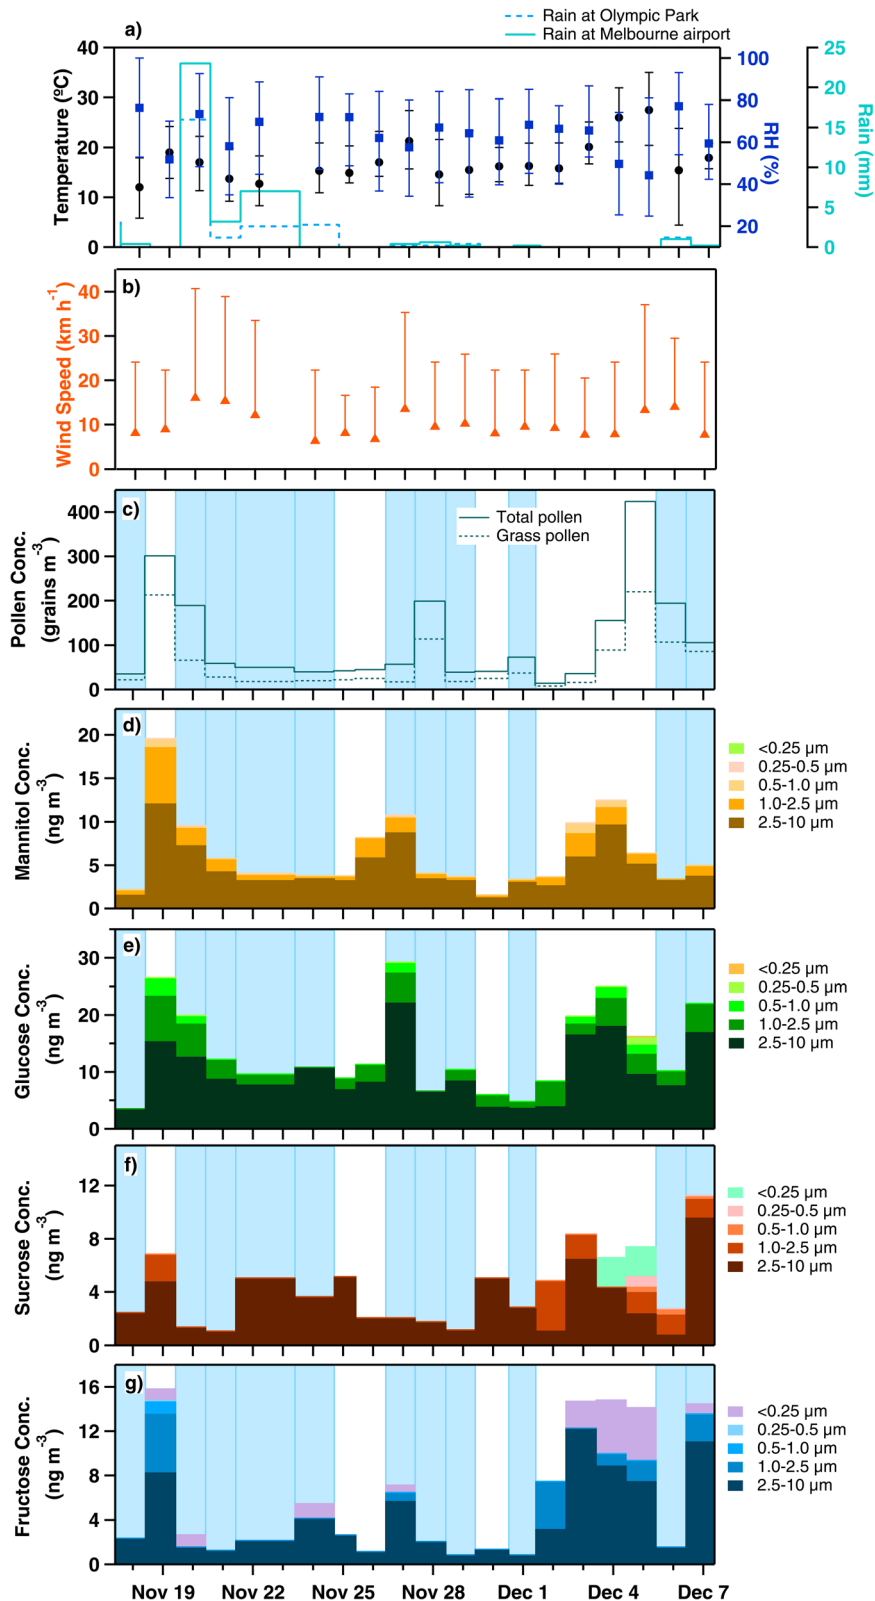 Rain at Olympic Park
Rain at Melbourne airport
a)
40
30
20
10
0
Temperature (ºC)
100
80
60
40
20
RH (%)
25
20
15
10
5
0
Rain (mm)
b)
40
30
20
10
0
Wind Speed (km h-1)
c)
Total pollen
Grass pollen
400
300
200
100
0
Pollen Conc.
(grains m-3)
d)
20
15
10
5
0
Mannitol Conc.
(ng m-3)
<0.25 µm
0.25-0.5 µm
0.5-1.0 µm
1.0-2.5 µm
2.5-10 µm
e)
30
20
10
0
Glucose Conc.
(ng m-3)
<0.25 µm
0.25-0.5 µm
0.5-1.0 µm
1.0-2.5 µm
2.5-10 µm
f)
12
8
4
0
Sucrose Conc.
(ng m-3)
<0.25 µm
0.25-0.5 µm
0.5-1.0 µm
1.0-2.5 µm
2.5-10 µm
g)
16
12
8
4
0
Fructose Conc.
(ng m-3)
<0.25 µm
0.25-0.5 µm
0.5-1.0 µm
1.0-2.5 µm
2.5-10 µm
Nov 19 Nov 22 Nov 25 Nov 28 Dec 1 Dec 4 Dec 7